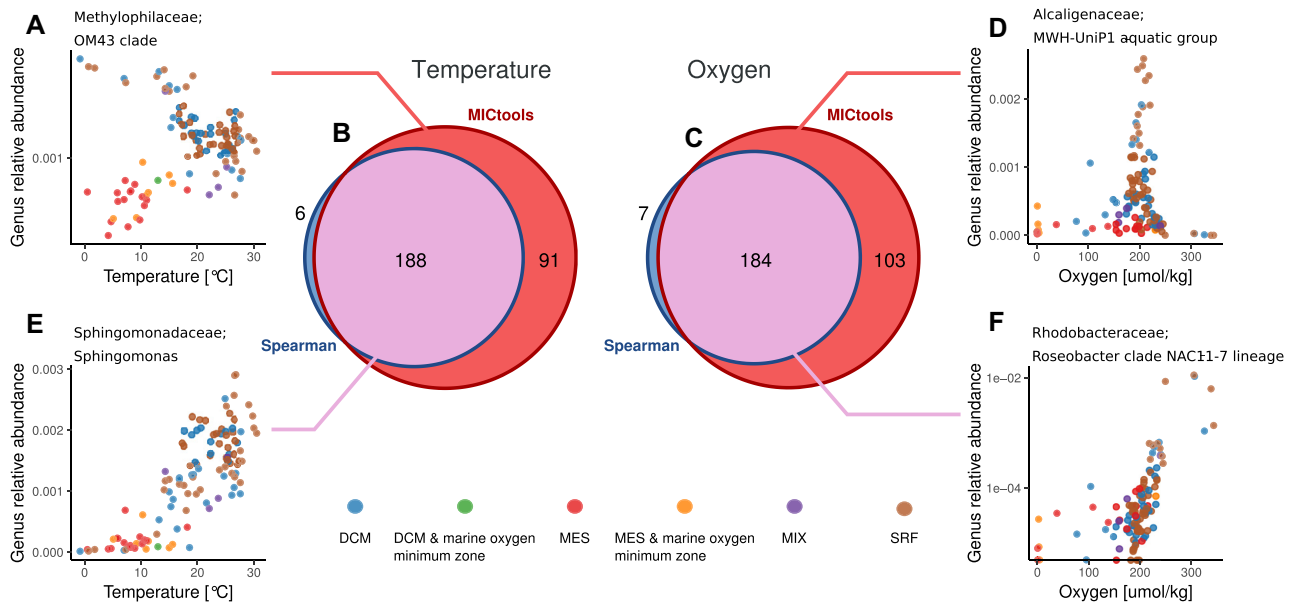 A
Methylophilaceae;
OM43 clade
Genus relative abundance
0.001
0
10
20
30
Temperature [°C]
Temperature
B
MICtools
6
188
91
Spearman
Oxygen
C
MICtools
7
184
103
Spearman
D
Alcaligenaceae;
MWH-UniP1 aquatic group
Genus relative abundance
0.002
0.001
0.000
0
100
200
300
Oxygen [umol/kg]
E
Sphingomonadaceae;
Sphingomonas
Genus relative abundance
0.003
0.002
0.001
0.000
0
10
20
30
Temperature [°C]
DCM
DCM & marine oxygen
minimum zone
MES
MES & marine oxygen
minimum zone
MIX
SRF
F
Rhodobacteraceae;
Roseobacter clade NAC11-7 lineage
Genus relative abundance
1e−02
1e−04
0
100
200
300
Oxygen [umol/kg]